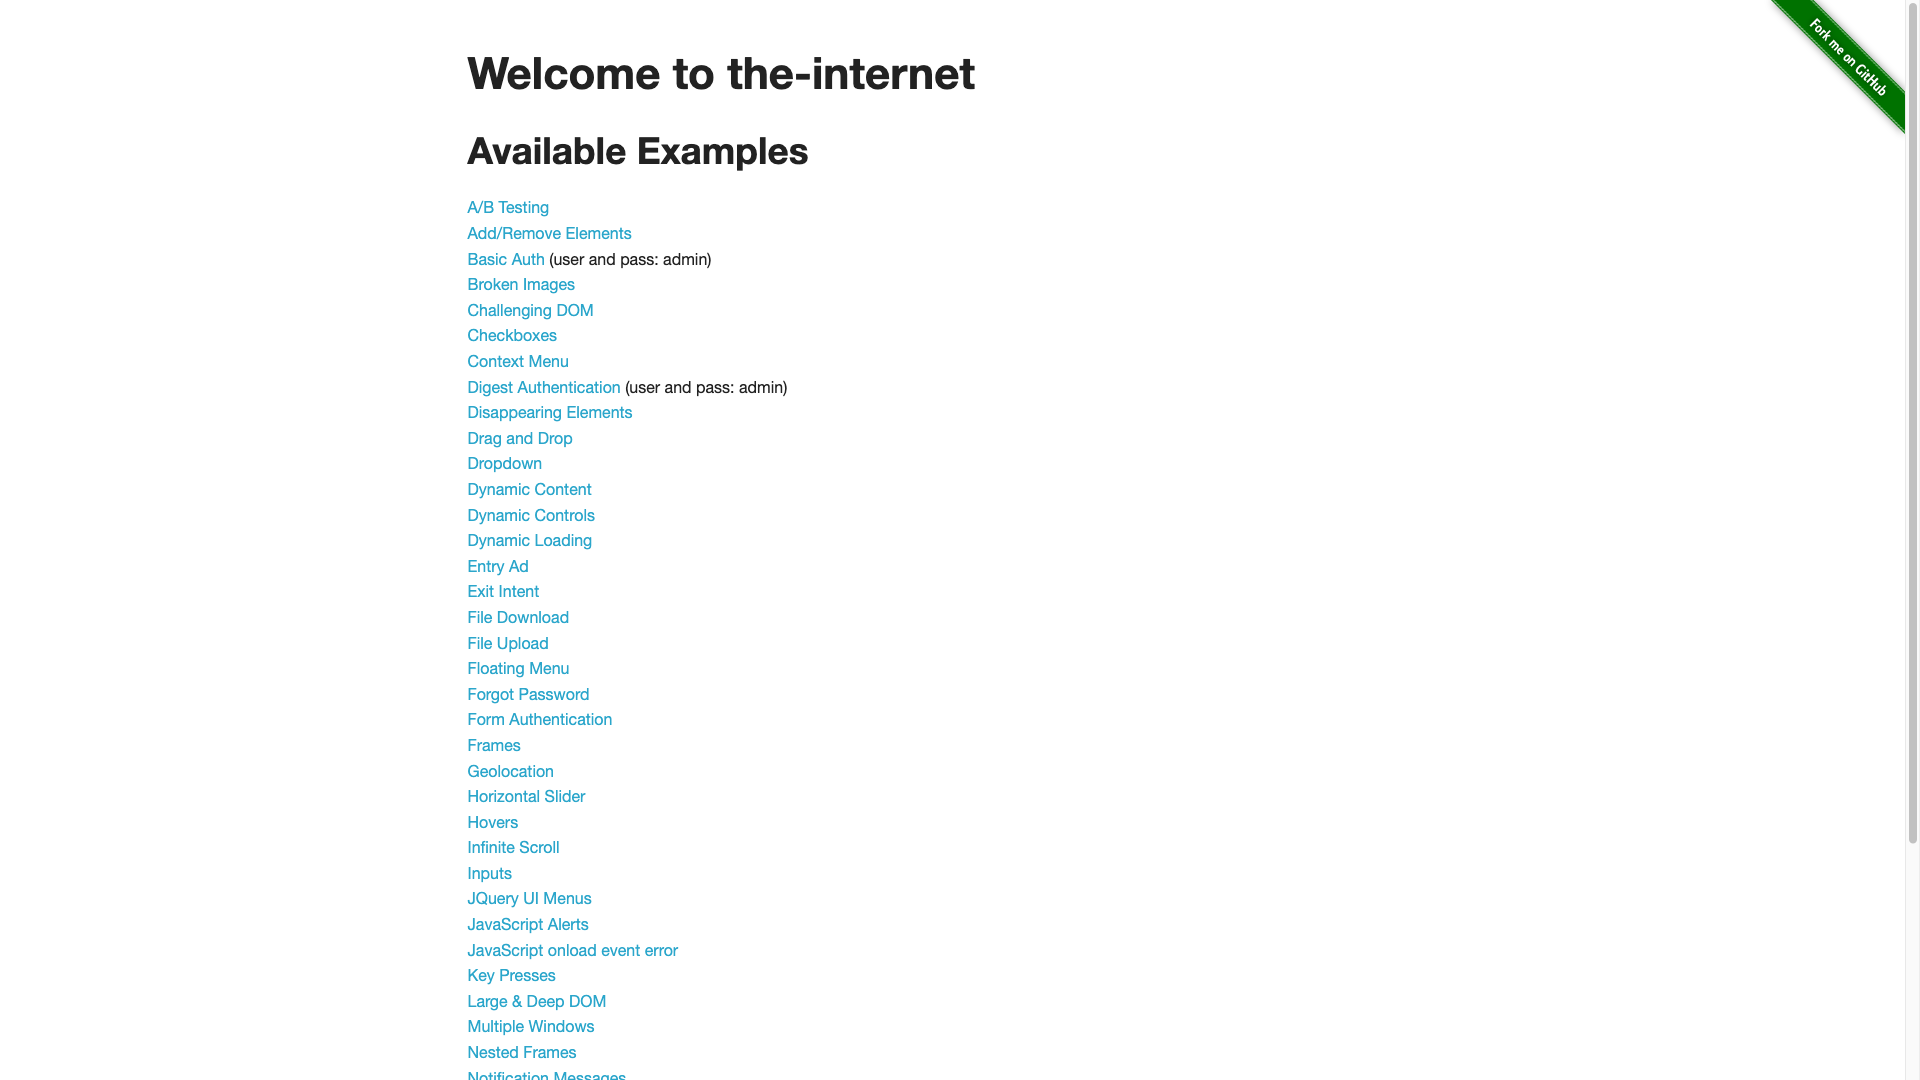 Fork me on GitHub
Welcome to the-internet
Available Examples
A/B Testing
Add/Remove Elements
Basic Auth (user and pass: admin)
Broken Images
Challenging DOM
Checkboxes
Context Menu
Digest Authentication (user and pass: admin)
Disappearing Elements
Drag and Drop
Dropdown
Dynamic Content
Dynamic Controls
Dynamic Loading
Entry Ad
Exit Intent
File Download
File Upload
Floating Menu
Forgot Password
Form Authentication
Frames
Geolocation
Horizontal Slider
Hovers
Infinite Scroll
Inputs
JQuery UI Menus
JavaScript Alerts
JavaScript onload event error
Key Presses
Large & Deep DOM
Multiple Windows
Nested Frames
Notification Messages